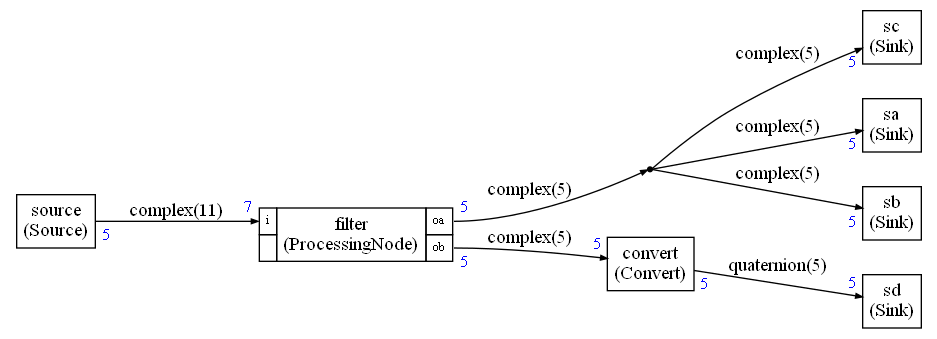 sc
(Sink)
5
complex(5)
sa
(Sink)
5
complex(5)
sb
(Sink)
5
complex(5)
source
(Source)
5
complex(11)
7
i
filter
(ProcessingNode)
oa
ob
5
5
complex(5)
complex(5)
5
convert
(Convert)
5
quaternion(5)
5
sd
(Sink)